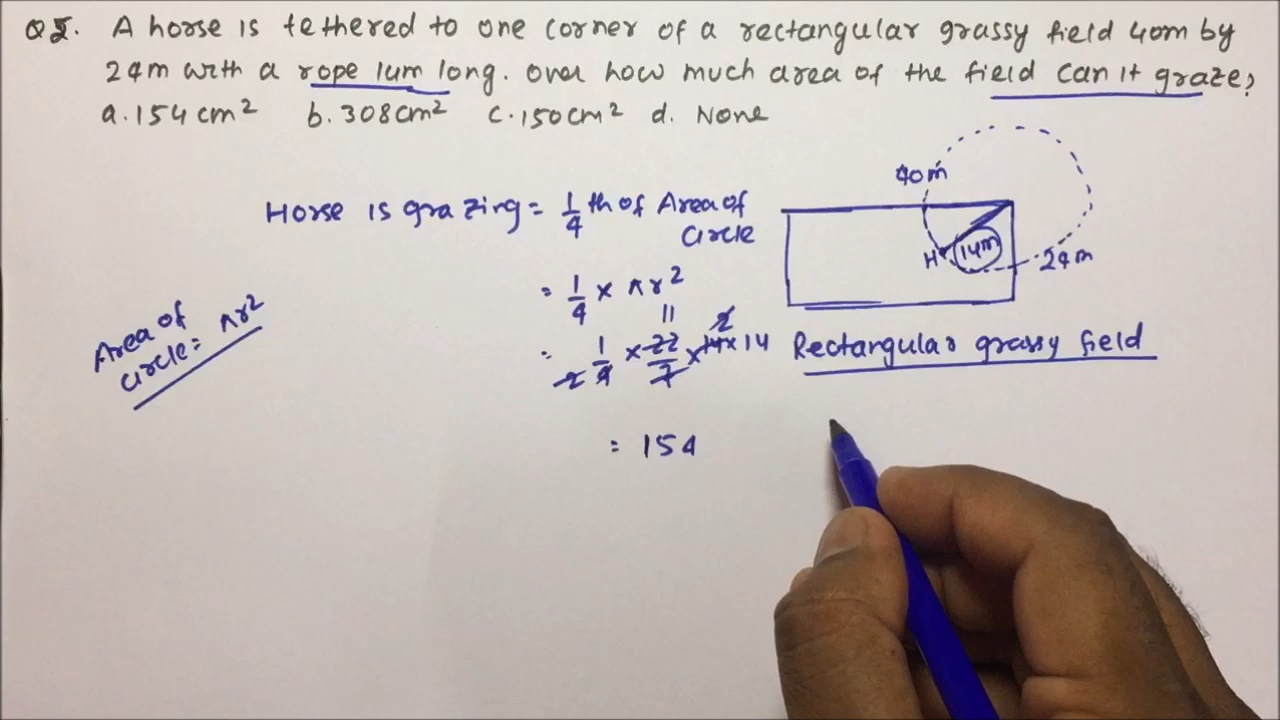 Q5. A horse is tethered to one corner of a rectangular grassy field 40m by
24m with a rope 14m long. Over how much area of the field can it graze?
a. 154 cm² b. 308 cm² c. 150 cm² d. None
40m
Horse is grazing = 1/4 th of Area of
circle
H 14m 24m
= 1/4 × πr²
Area of
circle = πr²
11 2
= 1/4 × 22/7 × 14 × 14
2
Rectangular grassy field
= 154